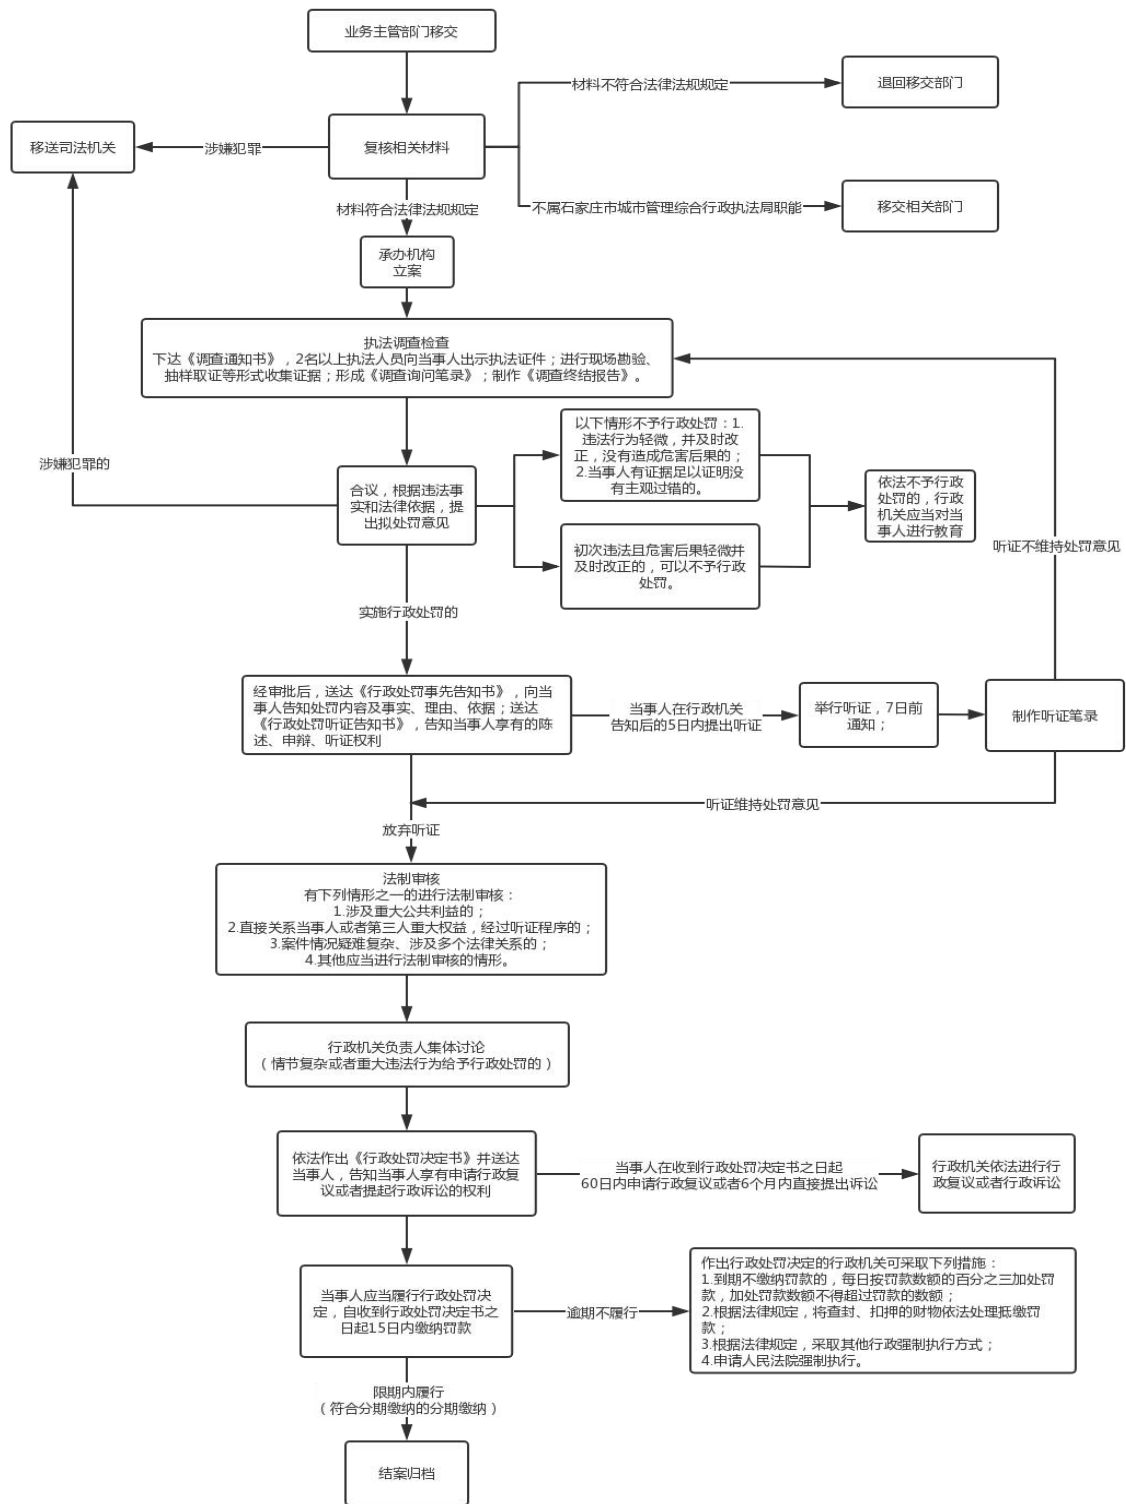 业务主管部门移交
材料不符合法律法规规定
退回移交部门
移送司法机关
涉嫌犯罪
复核相关材料
材料符合法律法规规定
不属石家庄市城市管理综合行政执法局职能
移交相关部门
承办机构
立案
执法调查检查
下达《调查通知书》，2名以上执法人员向当事人出示执法证件；进行现场勘验、
抽样取证等形式收集证据；形成《调查询问笔录》；制作《调查终结报告》。
以下情形不予行政处罚：1.
违法行为轻微，并及时改
正，没有造成危害后果的；
2.当事人有证据足以证明没
有主观过错的。
涉嫌犯罪的
合议，根据违法事
实和法律依据，提
出拟处罚意见
依法不予行政
处罚的，行政
机关应当对当
事人进行教育
初次违法且危害后果轻微并
及时改正的，可以不予行政
处罚。
听证不维持处罚意见
实施行政处罚的
经审批后，送达《行政处罚事先告知书》，向当
事人告知处罚内容及事实、理由、依据；送达
《行政处罚听证告知书》，告知当事人享有的陈
述、申辩、听证权利
当事人在行政机关
告知后的5日内提出听证
举行听证，7日前
通知；
制作听证笔录
听证维持处罚意见
放弃听证
法制审核
有下列情形之一的进行法制审核：
1.涉及重大公共利益的；
2.直接关系当事人或者第三人重大权益，经过听证程序的；
3.案件情况疑难复杂、涉及多个法律关系的；
4.其他应当进行法制审核的情形。
行政机关负责人集体讨论
（情节复杂或者重大违法行为给予行政处罚的）
依法作出《行政处罚决定书》并送达
当事人，告知当事人享有申请行政复
议或者提起行政诉讼的权利
当事人在收到行政处罚决定书之日起
60日内申请行政复议或者6个月内直接提出诉讼
行政机关依法进行行
政复议或者行政诉讼
当事人应当履行行政处罚决
定，自收到行政处罚决定书之
日起15日内缴纳罚款
逾期不履行
作出行政处罚决定的行政机关可采取下列措施：
1.到期不缴纳罚款的，每日按罚款数额的百分之三加处罚
款，加处罚款数额不得超过罚款的数额；
2.根据法律规定，将查封、扣押的财物依法处理抵缴罚
款；
3.根据法律规定，采取其他行政强制执行方式；
4.申请人民法院强制执行。
限期内履行
（符合分期缴纳的分期缴纳）
结案归档